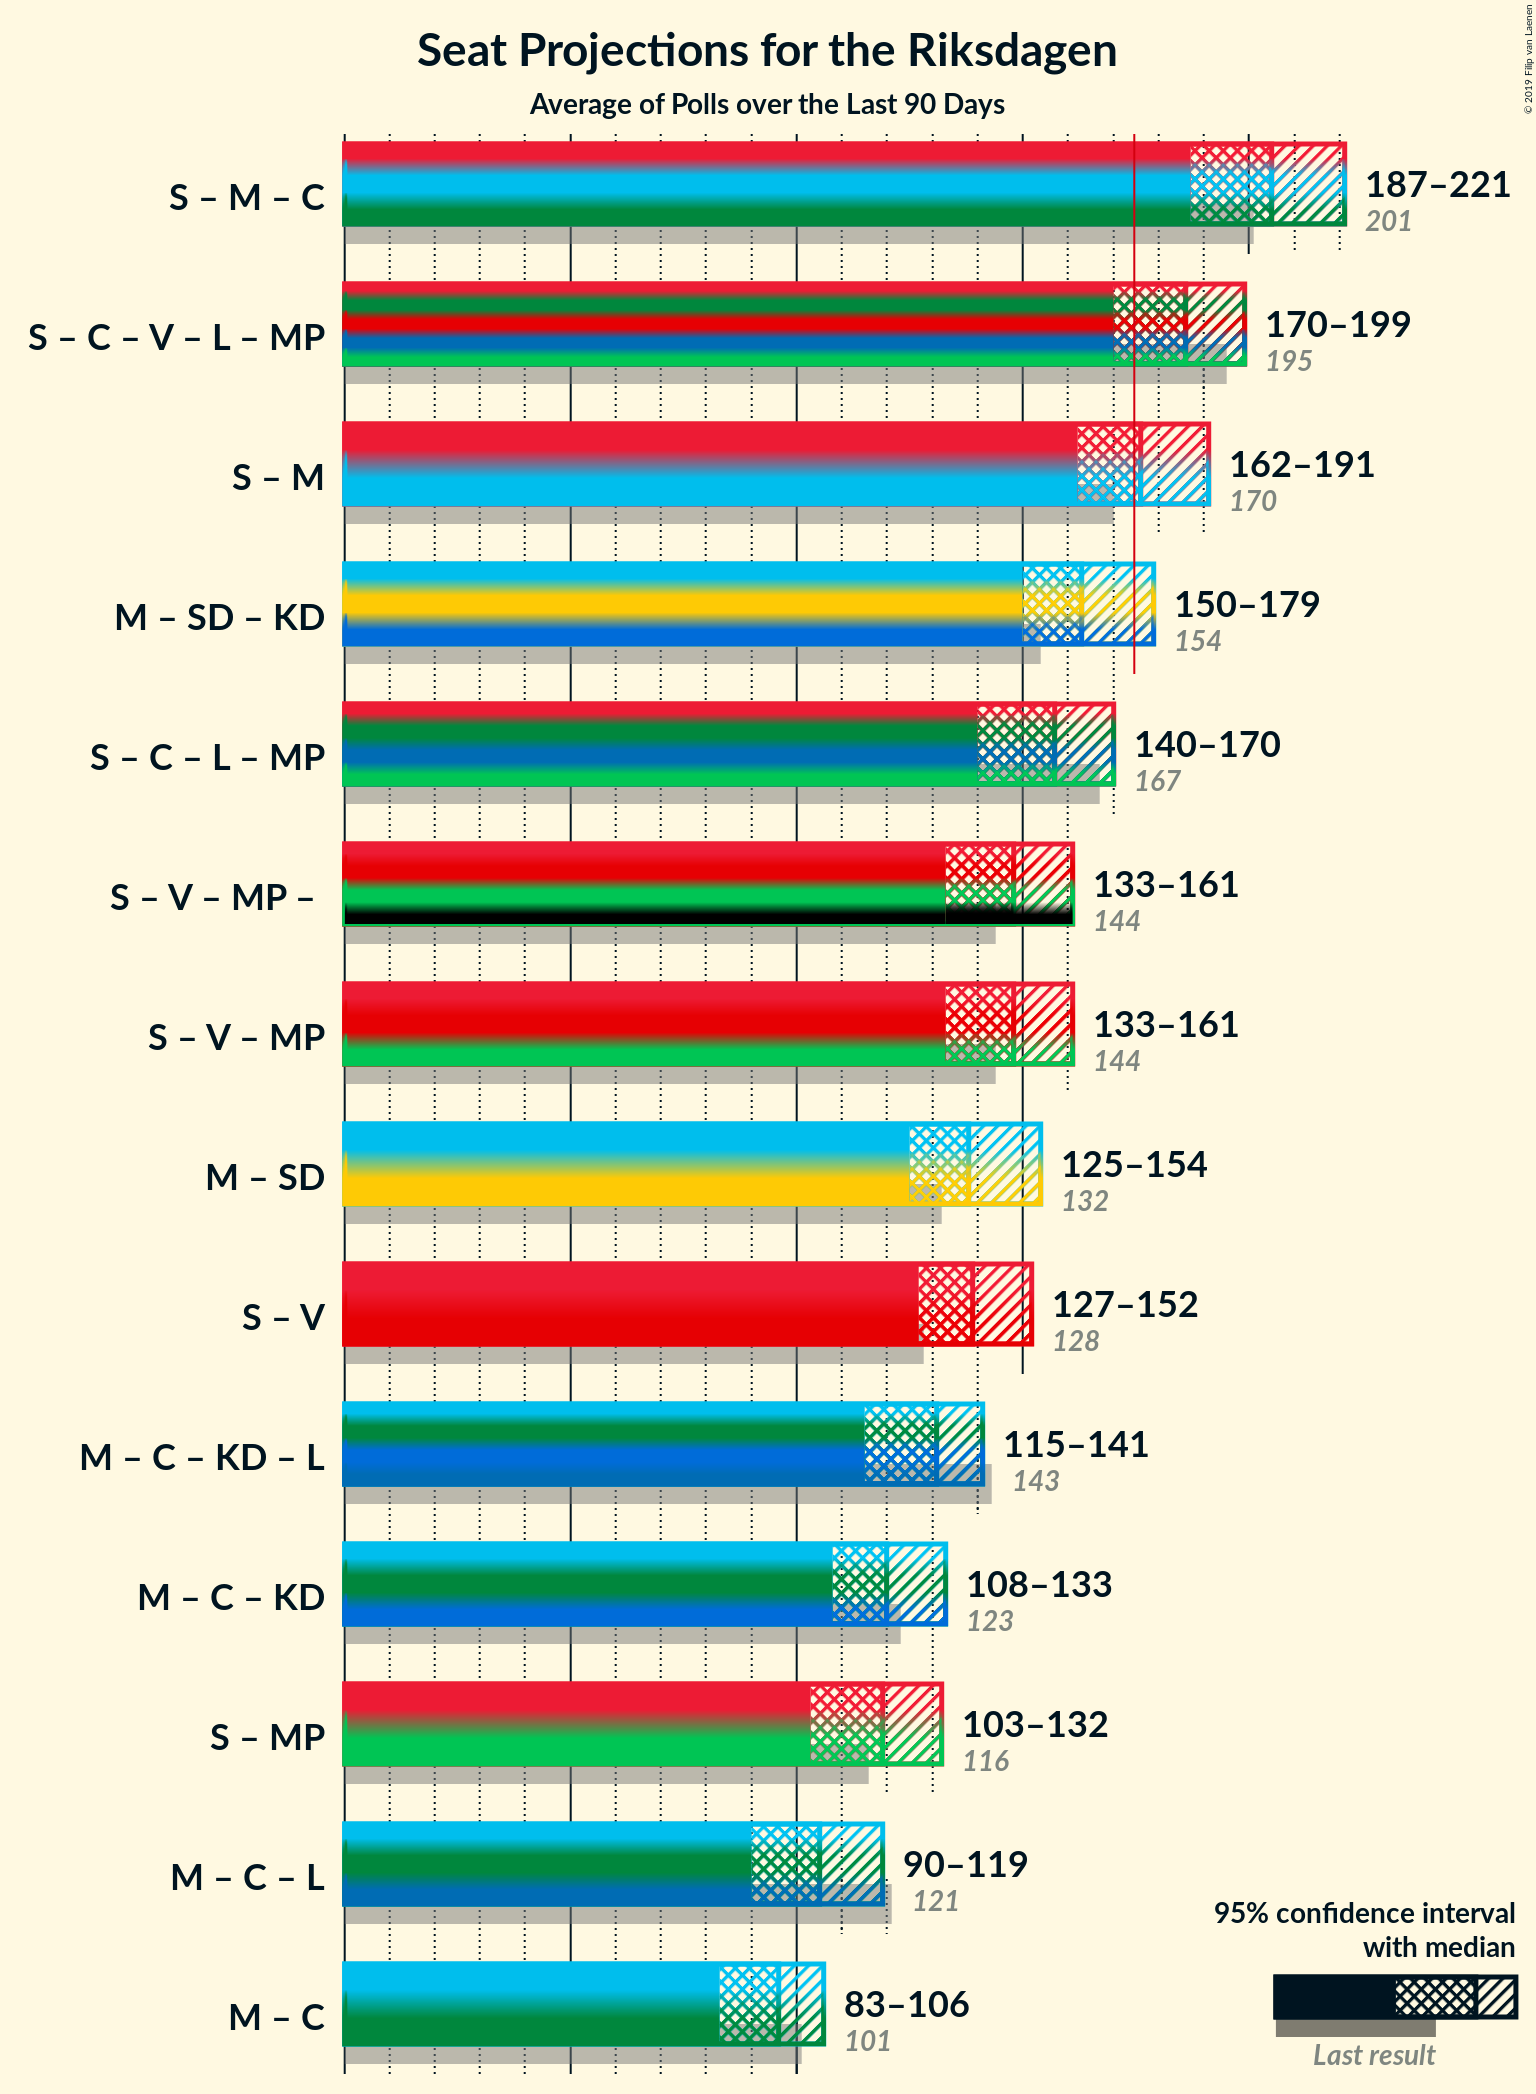 Seat Projections for the Riksdagen
Average of Polls over the Last 90 Days
© 2019 Filip van Laenen
S – M – C
187–221
201
S – C – V – L – MP
170–199
195
S – M
162–191
170
M – SD – KD
150–179
154
S – C – L – MP
140–170
167
S – V – MP –
133–161
144
S – V – MP
133–161
144
M – SD
125–154
132
S – V
127–152
128
M – C – KD – L
115–141
143
M – C – KD
108–133
123
S – MP
103–132
116
M – C – L
90–119
121
M – C
83–106
101
95% confidence interval
with median
Last result